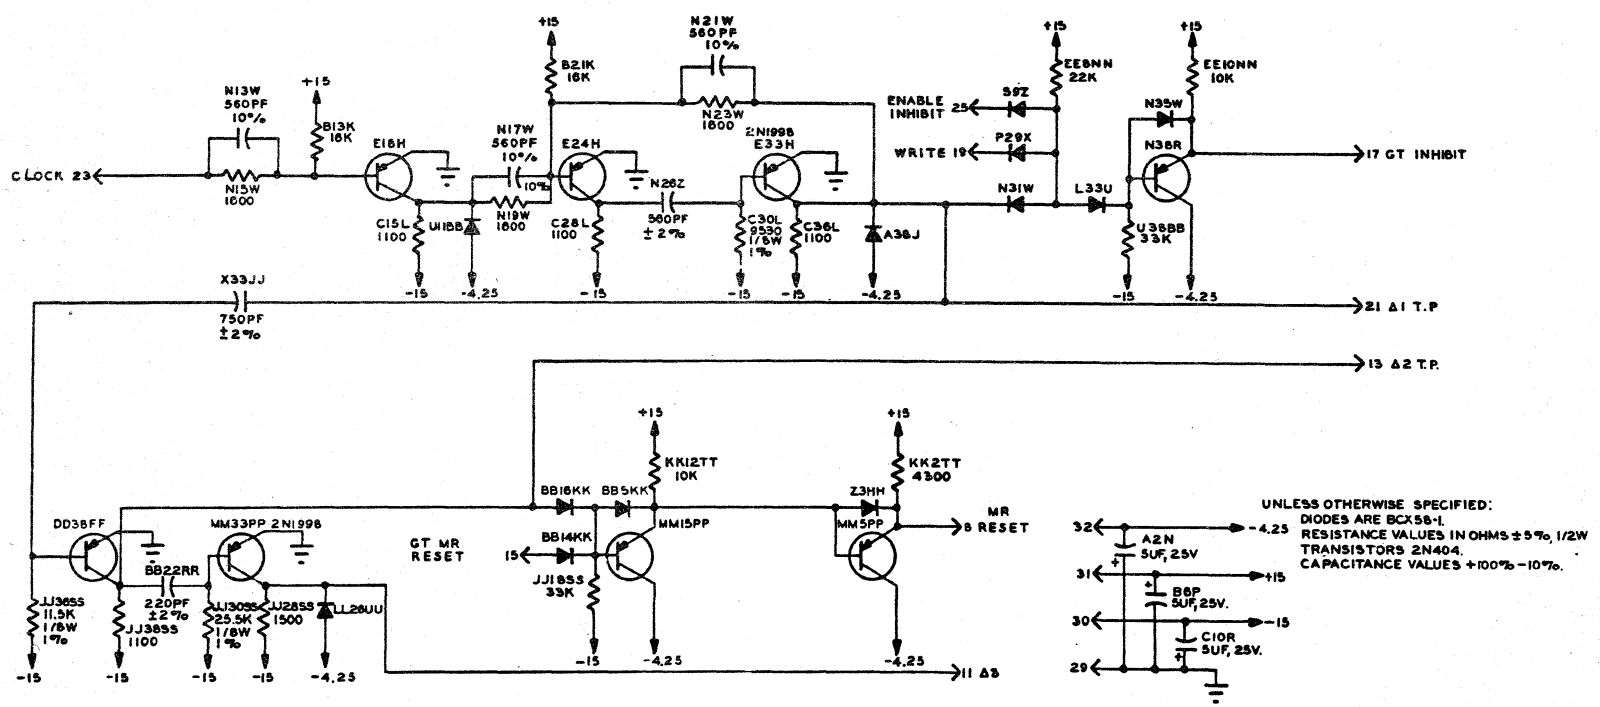 CLOCK 23
N13W
560PF
10%
N15W
1600
+15
B13K
16K
E18H
C15L
1100
-15
U11BB
-4.25
N17W
560PF
10%
10%
N19W
1600
+15
B21K
16K
E24H
C28L
1100
-15
N21W
560PF
10%
N23W
1600
N26Z
560PF
±2%
2N1998
E33H
C30L
9530
1/8W
1%
-15
C36L
1100
-15
A38J
-4.25
ENABLE
INHIBIT 25
S9Z
WRITE 19
P29X
N31W
L33U
+15
EE8NN
22K
+15
EE10NN
10K
N35W
N38R
U38BB
33K
-15
-4.25
17 GT INHIBIT
X33JJ
750PF
±2%
21 Δ1 T.P
13 Δ2 T.P.
DD38FF
JJ36SS
11.5K
1/8W
1%
-15
JJ38SS
1100
-15
BB22RR
220PF
±2%
MM33PP 2N1998
JJ30SS
25.5K
1/8W
1%
-15
JJ28SS
1500
-15
LL26UU
-4.25
11 Δ3
GT MR
RESET
15
BB16KK
BB5KK
BB14KK
JJ18SS
33K
-15
+15
KK12TT
10K
MM15PP
-4.25
+15
KK2TT
4300
Z3HH
MM5PP
-4.25
MR
8 RESET
32
-4.25
A2N
5UF, 25V
31
+15
B6P
5UF, 25V.
30
-15
C10R
5UF, 25V.
29
UNLESS OTHERWISE SPECIFIED:
DIODES ARE BCX58-1.
RESISTANCE VALUES IN OHMS ±5%, 1/2W
TRANSISTORS 2N404.
CAPACITANCE VALUES +100%-10%.